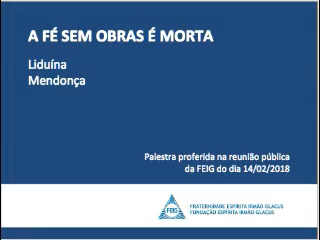 A FÉ SEM OBRAS É MORTA
Liduína
Mendonça
Palestra proferida na reunião pública
da FEIG do dia 14/02/2018
FEIG
FRATERNIDADE ESPÍRITA IRMÃO GLACUS
FUNDAÇÃO ESPÍRITA IRMÃO GLACUS